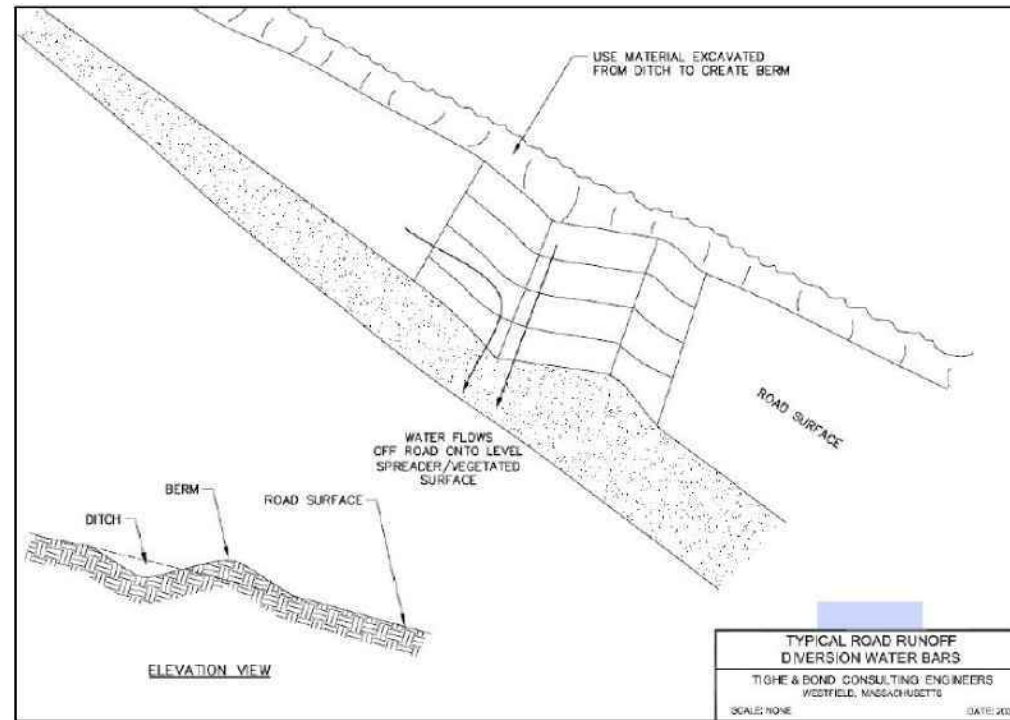 USE MATERIAL EXCAVATED
FROM DITCH TO CREATE BERM
ROAD SURFACE
WATER FLOWS
OFF ROAD ONTO LEVEL
SPREADER/VEGETATED
SURFACE
BERM
ROAD SURFACE
DITCH
ELEVATION VIEW
TYPICAL ROAD RUNOFF
DIVERSION WATER BARS
TIGHE & BOND CONSULTING ENGINEERS
WESTFIELD, MASSACHUSETTS
SCALE: NONE
DATE: